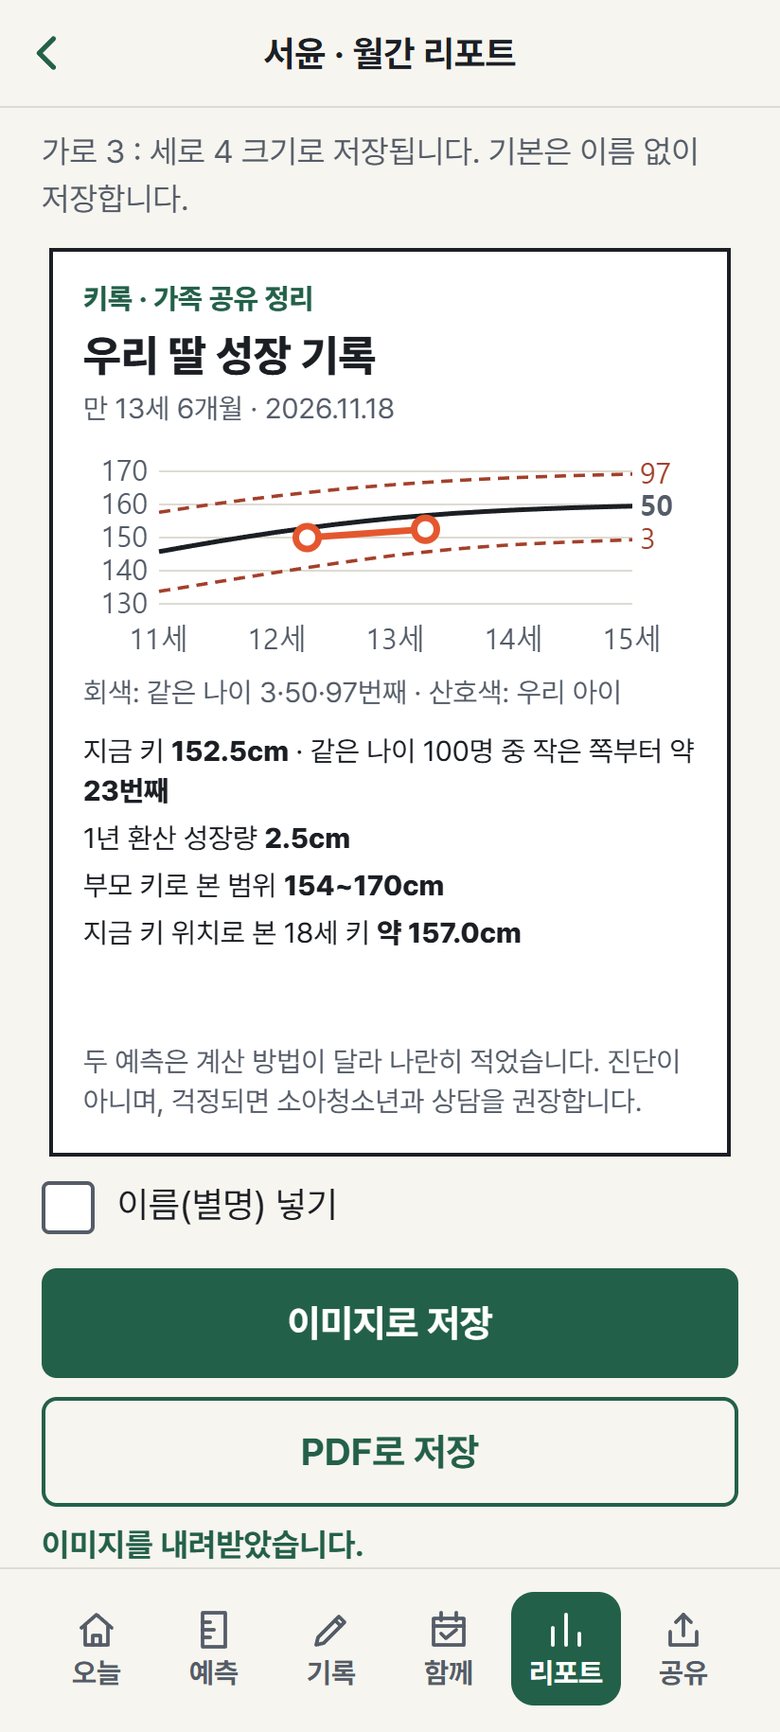 서윤 · 월간 리포트
가로 3 : 세로 4 크기로 저장됩니다. 기본은 이름 없이
저장합니다.
키록 · 가족 공유 정리
우리 딸 성장 기록
만 13세 6개월 · 2026.11.18
170
97
160
50
150
3
140
130
11세 12세 13세 14세 15세
회색: 같은 나이 3·50·97번째 · 산호색: 우리 아이
지금 키 152.5cm · 같은 나이 100명 중 작은 쪽부터 약
23번째
1년 환산 성장량 2.5cm
부모 키로 본 범위 154~170cm
지금 키 위치로 본 18세 키 약 157.0cm
두 예측은 계산 방법이 달라 나란히 적었습니다. 진단이
아니며, 걱정되면 소아청소년과 상담을 권장합니다.
이름(별명) 넣기
이미지로 저장
PDF로 저장
이미지를 내려받았습니다.
오늘 예측 기록 함께 리포트 공유